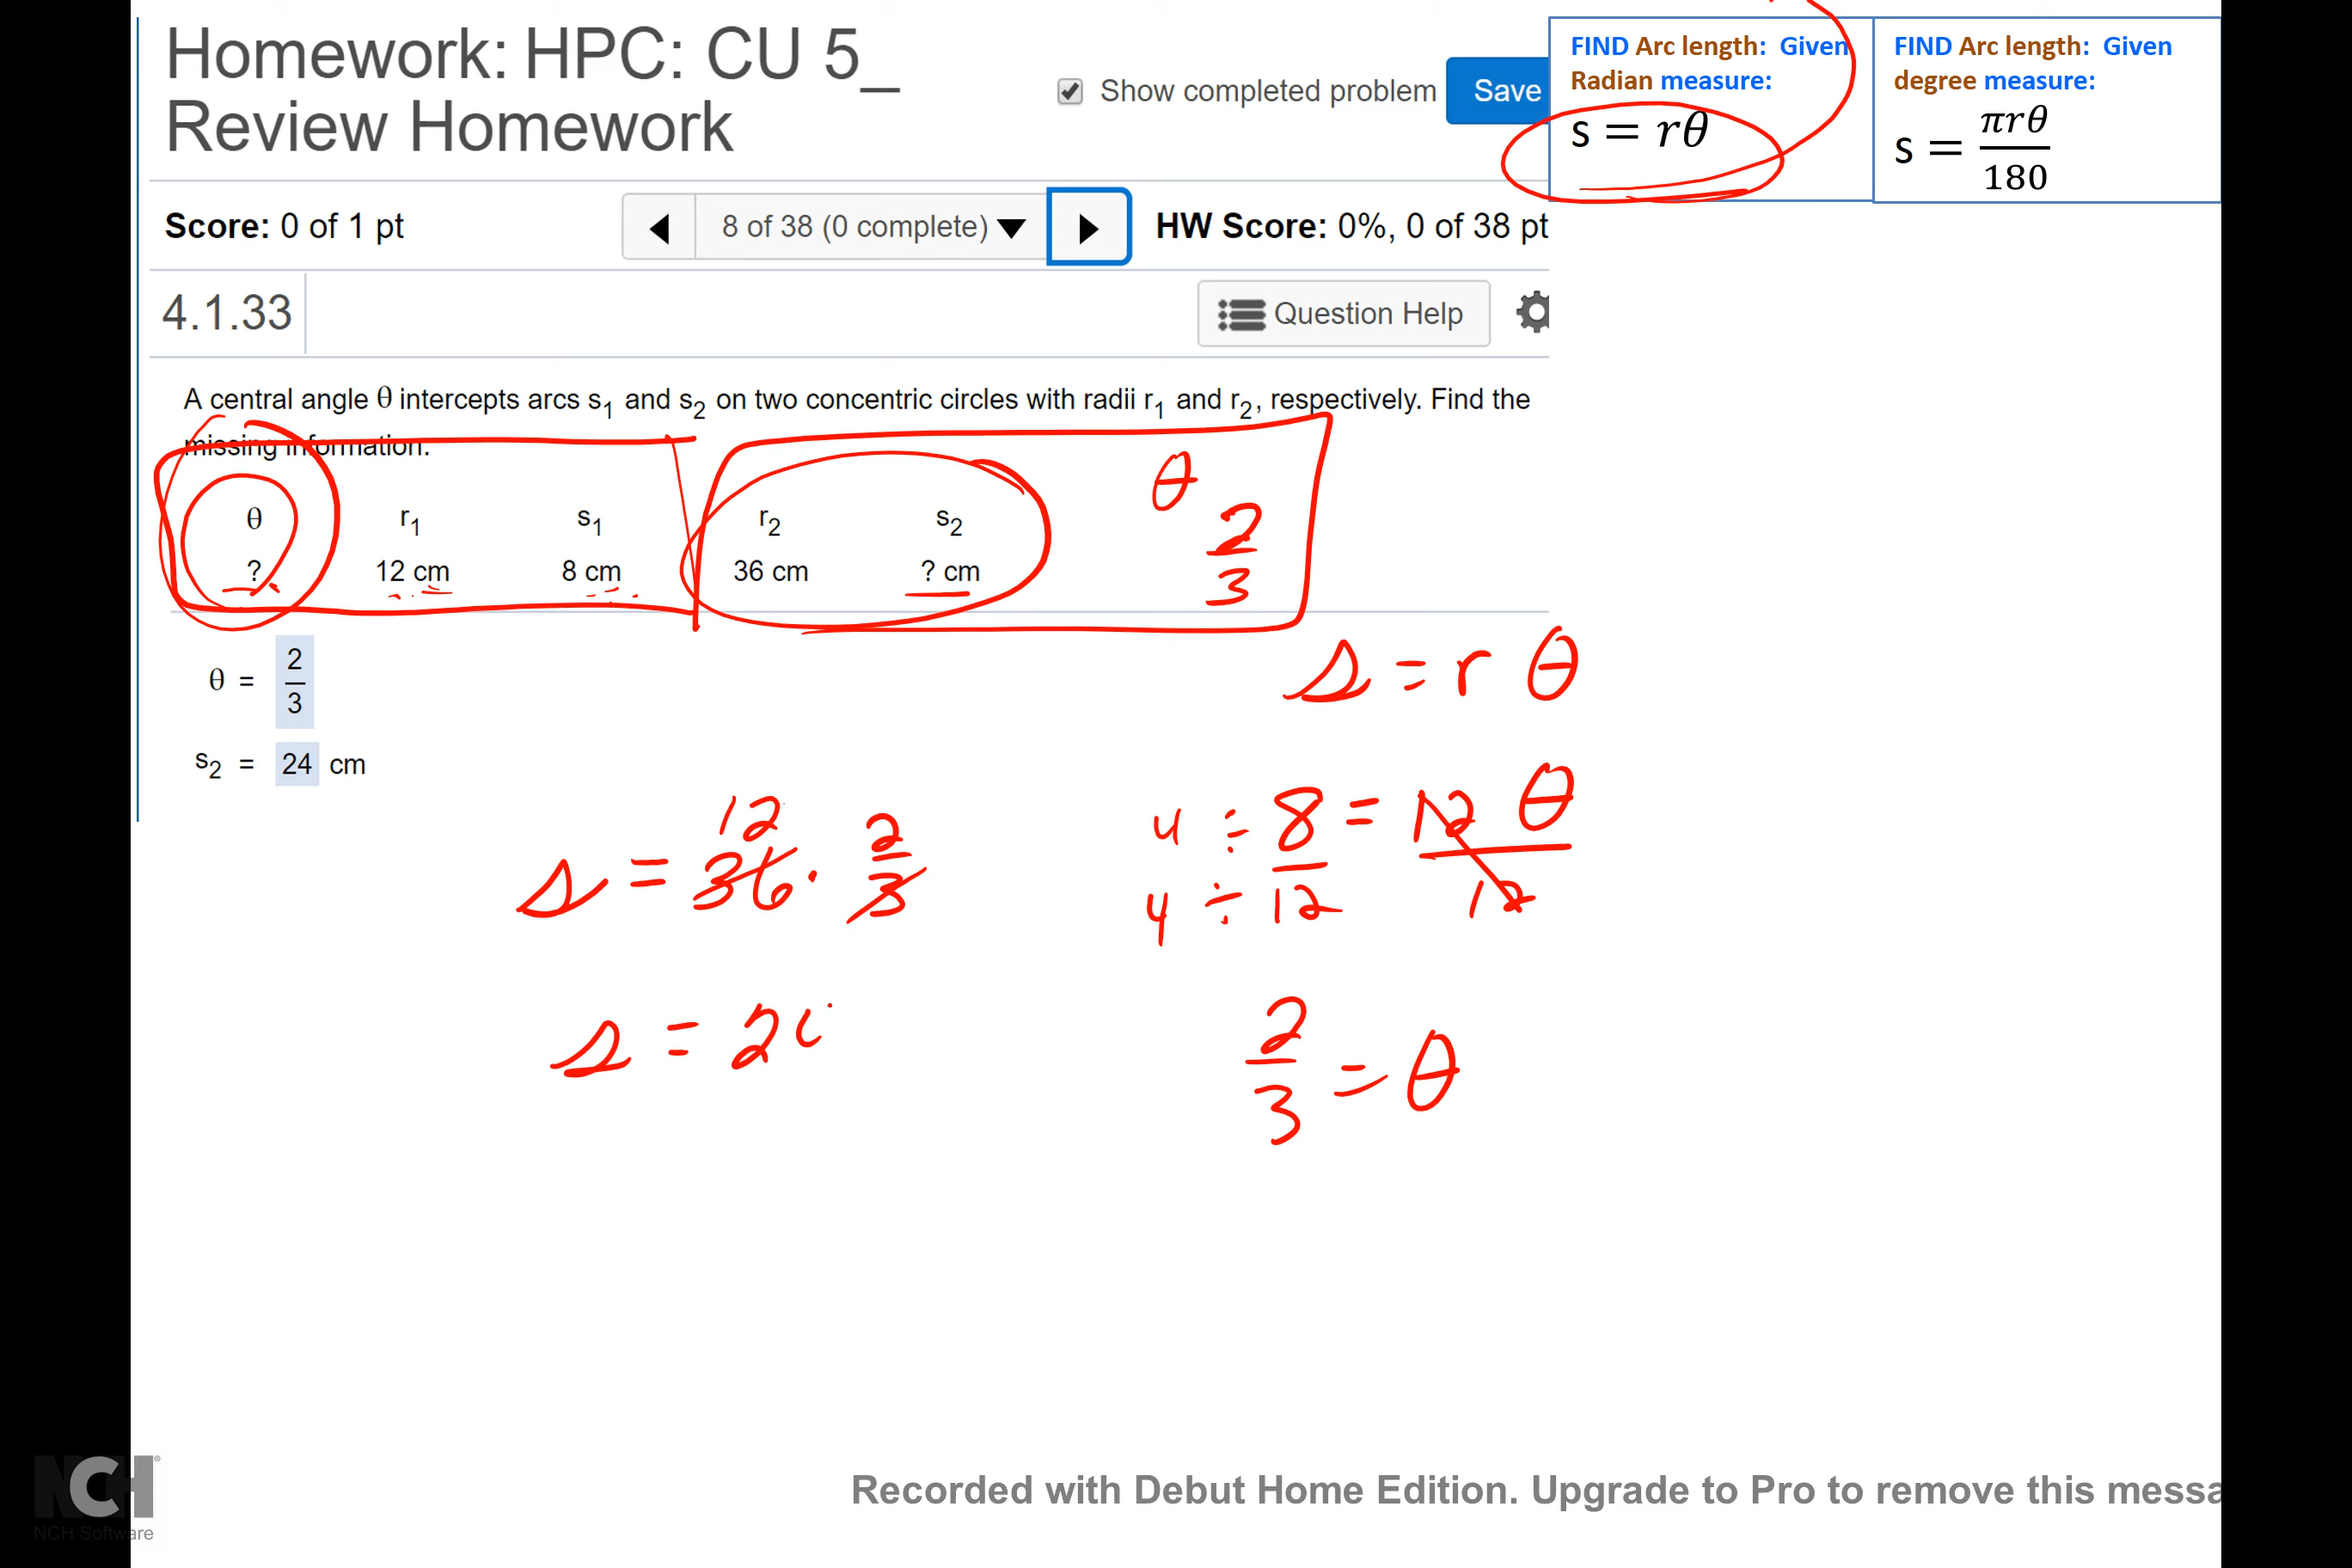 Homework: HPC: CU 5_
Review Homework
Show completed problem
Save
FIND Arc length: Given
Radian measure:
s = rθ
FIND Arc length: Given
degree measure:
s = πrθ/180
Score: 0 of 1 pt
8 of 38 (0 complete)
HW Score: 0%, 0 of 38 pt
4.1.33
Question Help
A central angle θ intercepts arcs s₁ and s₂ on two concentric circles with radii r₁ and r₂, respectively. Find the
missing information.
θ r₁ s₁ r₂ s₂
? 12 cm 8 cm 36 cm ? cm
θ
2/3
θ = 2/3
s₂ = 24 cm
s = r θ
4 ÷ 8 = 12 θ
4 ÷ 12 12
12
s = 36 · 2/3
s = 2
2/3 = θ
NCH®
NCH Software
Recorded with Debut Home Edition. Upgrade to Pro to remove this messa